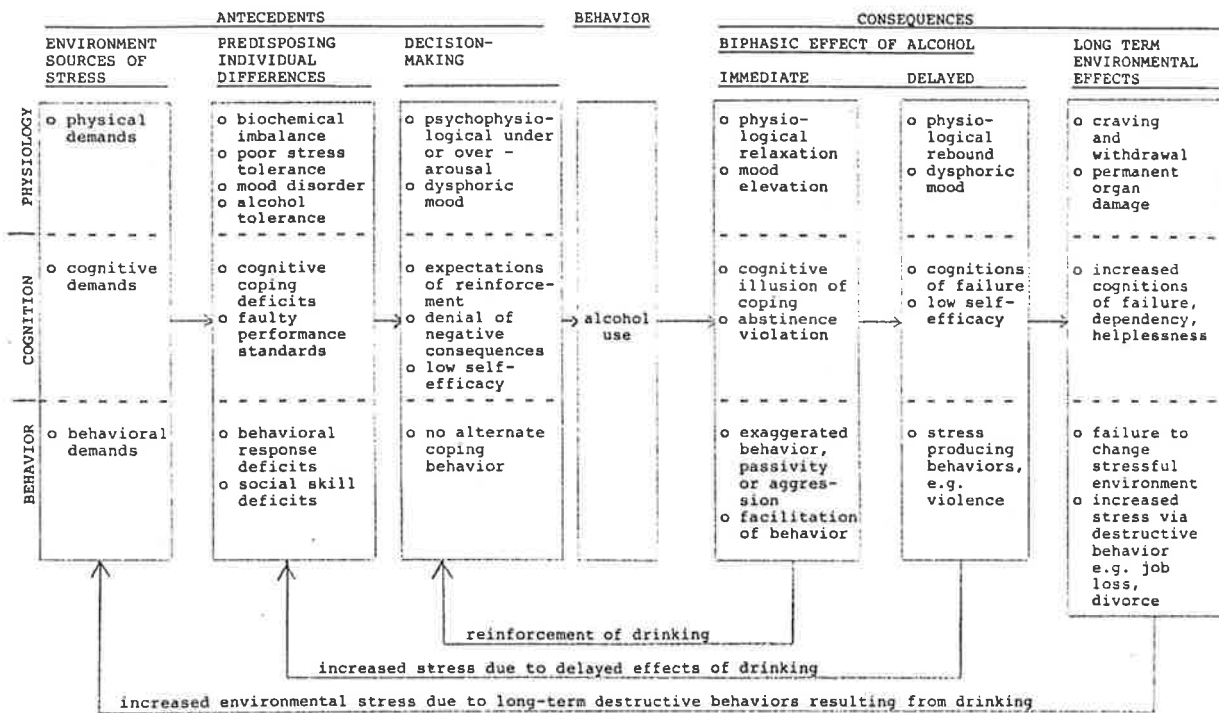 ANTECEDENTS
BEHAVIOR
CONSEQUENCES
ENVIRONMENT
SOURCES OF
STRESS
PREDISPOSING
INDIVIDUAL
DIFFERENCES
DECISION-
MAKING
BIPHASIC EFFECT OF ALCOHOL
IMMEDIATE
DELAYED
LONG TERM
ENVIRONMENTAL
EFFECTS
PHYSIOLOGY
o physical
demands
o biochemical
imbalance
o poor stress
tolerance
o mood disorder
o alcohol
tolerance
o psychophysio-
logical under
or over -
arousal
o dysphoric
mood
o physio-
logical
relaxation
o mood
elevation
o physio-
logical
rebound
o dysphoric
mood
o craving
and
withdrawal
o permanent
organ
damage
COGNITION
o cognitive
demands
o cognitive
coping
deficits
o faulty
performance
standards
o expectations
of reinforce-
ment
o denial of
negative
consequences
o low self-
efficacy
alcohol
use
o cognitive
illusion of
coping
o abstinence
violation
o cognitions
of failure
o low self-
efficacy
o increased
cognitions
of failure,
dependency,
helplessness
BEHAVIOR
o behavioral
demands
o behavioral
response
deficits
o social skill
deficits
o no alternate
coping
behavior
o exaggerated
behavior,
passivity
or aggres-
sion
o facilitation
of behavior
o stress
producing
behaviors,
e.g.
violence
o failure to
change
stressful
environment
o increased
stress via
destructive
behavior
e.g. job
loss,
divorce
reinforcement of drinking
increased stress due to delayed effects of drinking
increased environmental stress due to long-term destructive behaviors resulting from drinking